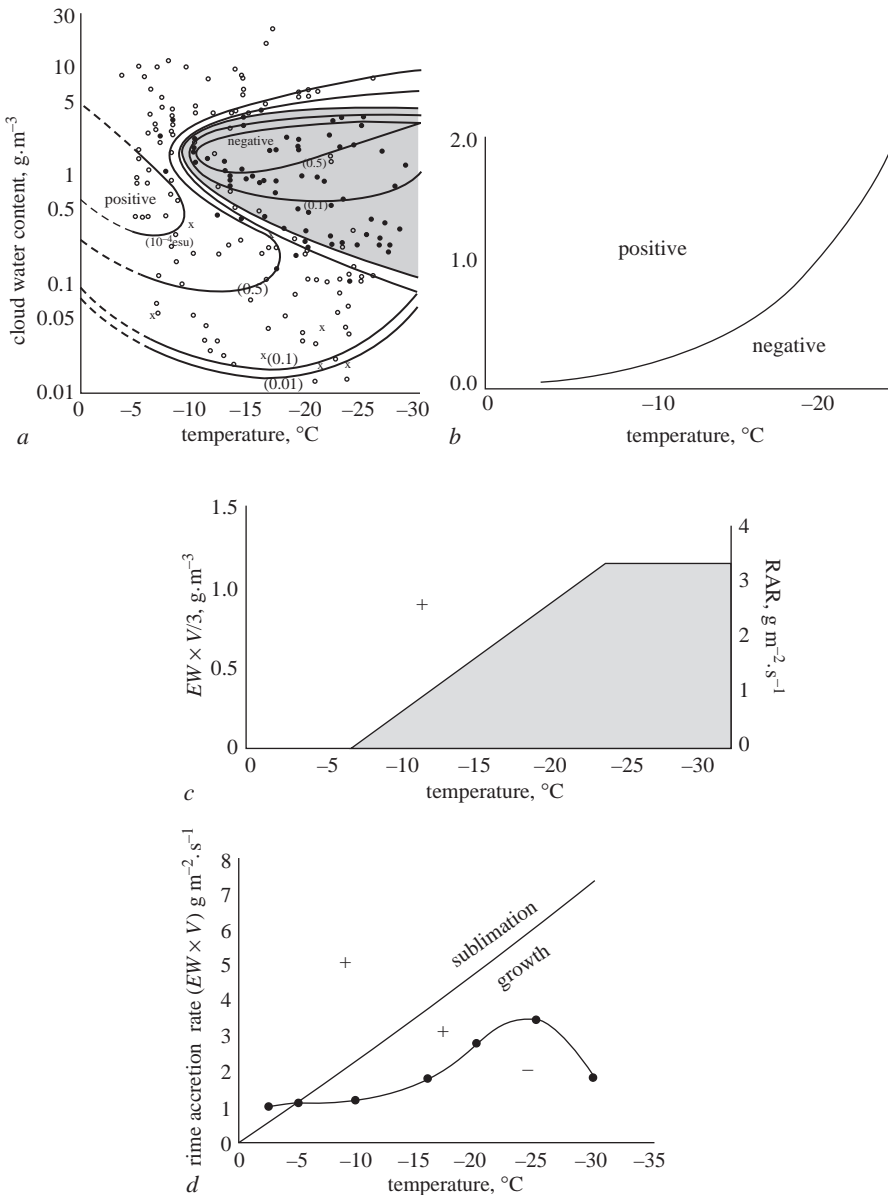 30
10
5
1
0.5
0.1
0.05
0.01
cloud water content, g·m⁻³
negative
(0.5)
(0.1)
positive
(10⁻⁴esu)
(0.5)
x(0.1)
(0.01)
0 –5 –10 –15 –20 –25 –30
temperature, °C
a
2.0
1.0
0.0
positive
negative
0 –10 –20
temperature, °C
b
1.5
1.0
0.5
0
EW × V/3, g·m⁻³
+
4
3
2
1
0
RAR, g m⁻²·s⁻¹
0 –5 –10 –15 –20 –25 –30
temperature, °C
c
8
7
6
5
4
3
2
1
0
rime accretion rate (EW × V) g m⁻²·s⁻¹
sublimation
growth
+
+
–
0 –5 –10 –15 –20 –25 –30 –35
temperature, °C
d